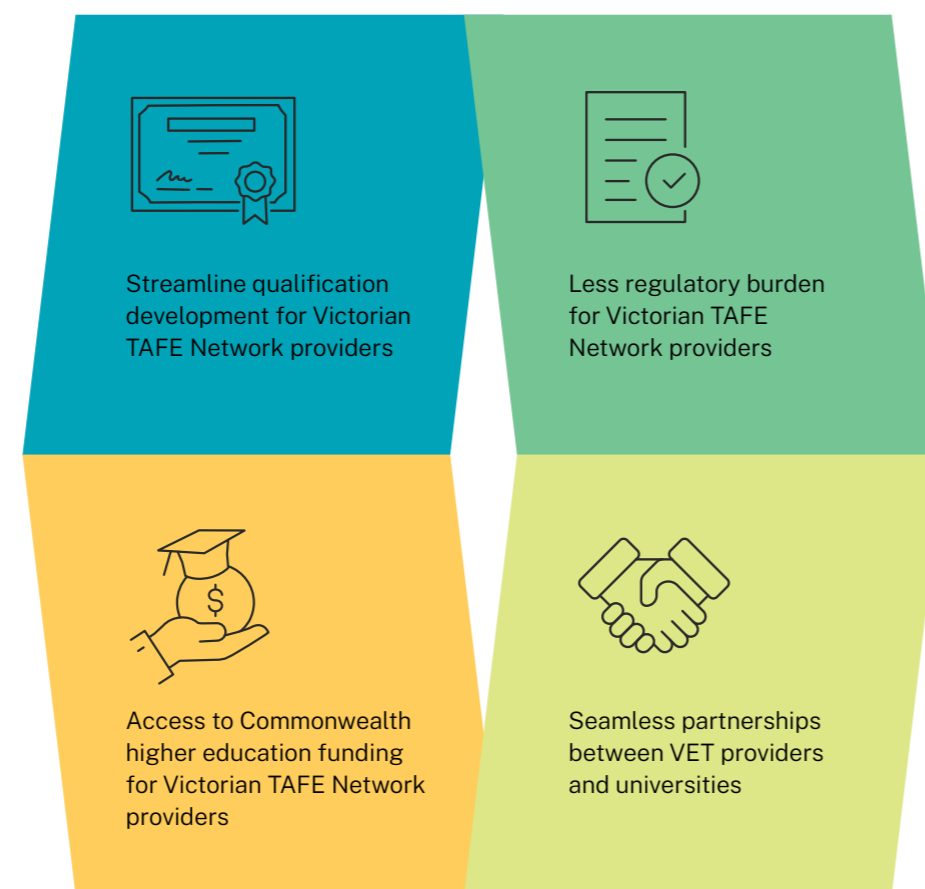 Streamline qualification
development for Victorian
TAFE Network providers
Less regulatory burden
for Victorian TAFE
Network providers
$
Access to Commonwealth
higher education funding
for Victorian TAFE Network
providers
Seamless partnerships
between VET providers
and universities